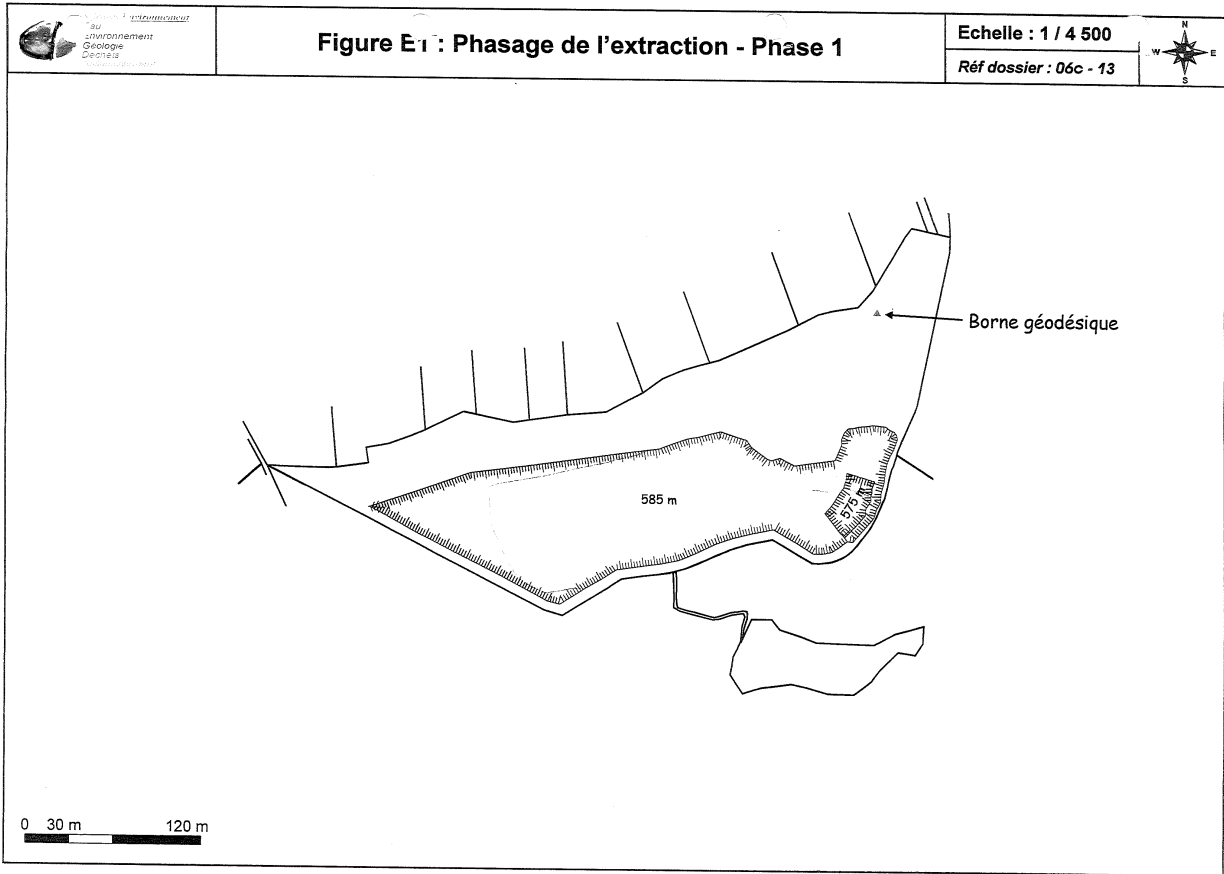 Environnement
Géologie
Déchets
Figure E1 : Phasage de l'extraction - Phase 1
Echelle : 1 / 4 500
Réf dossier : 06c - 13
N
W
E
S
Borne géodésique
585 m
575 m
0 30 m 120 m